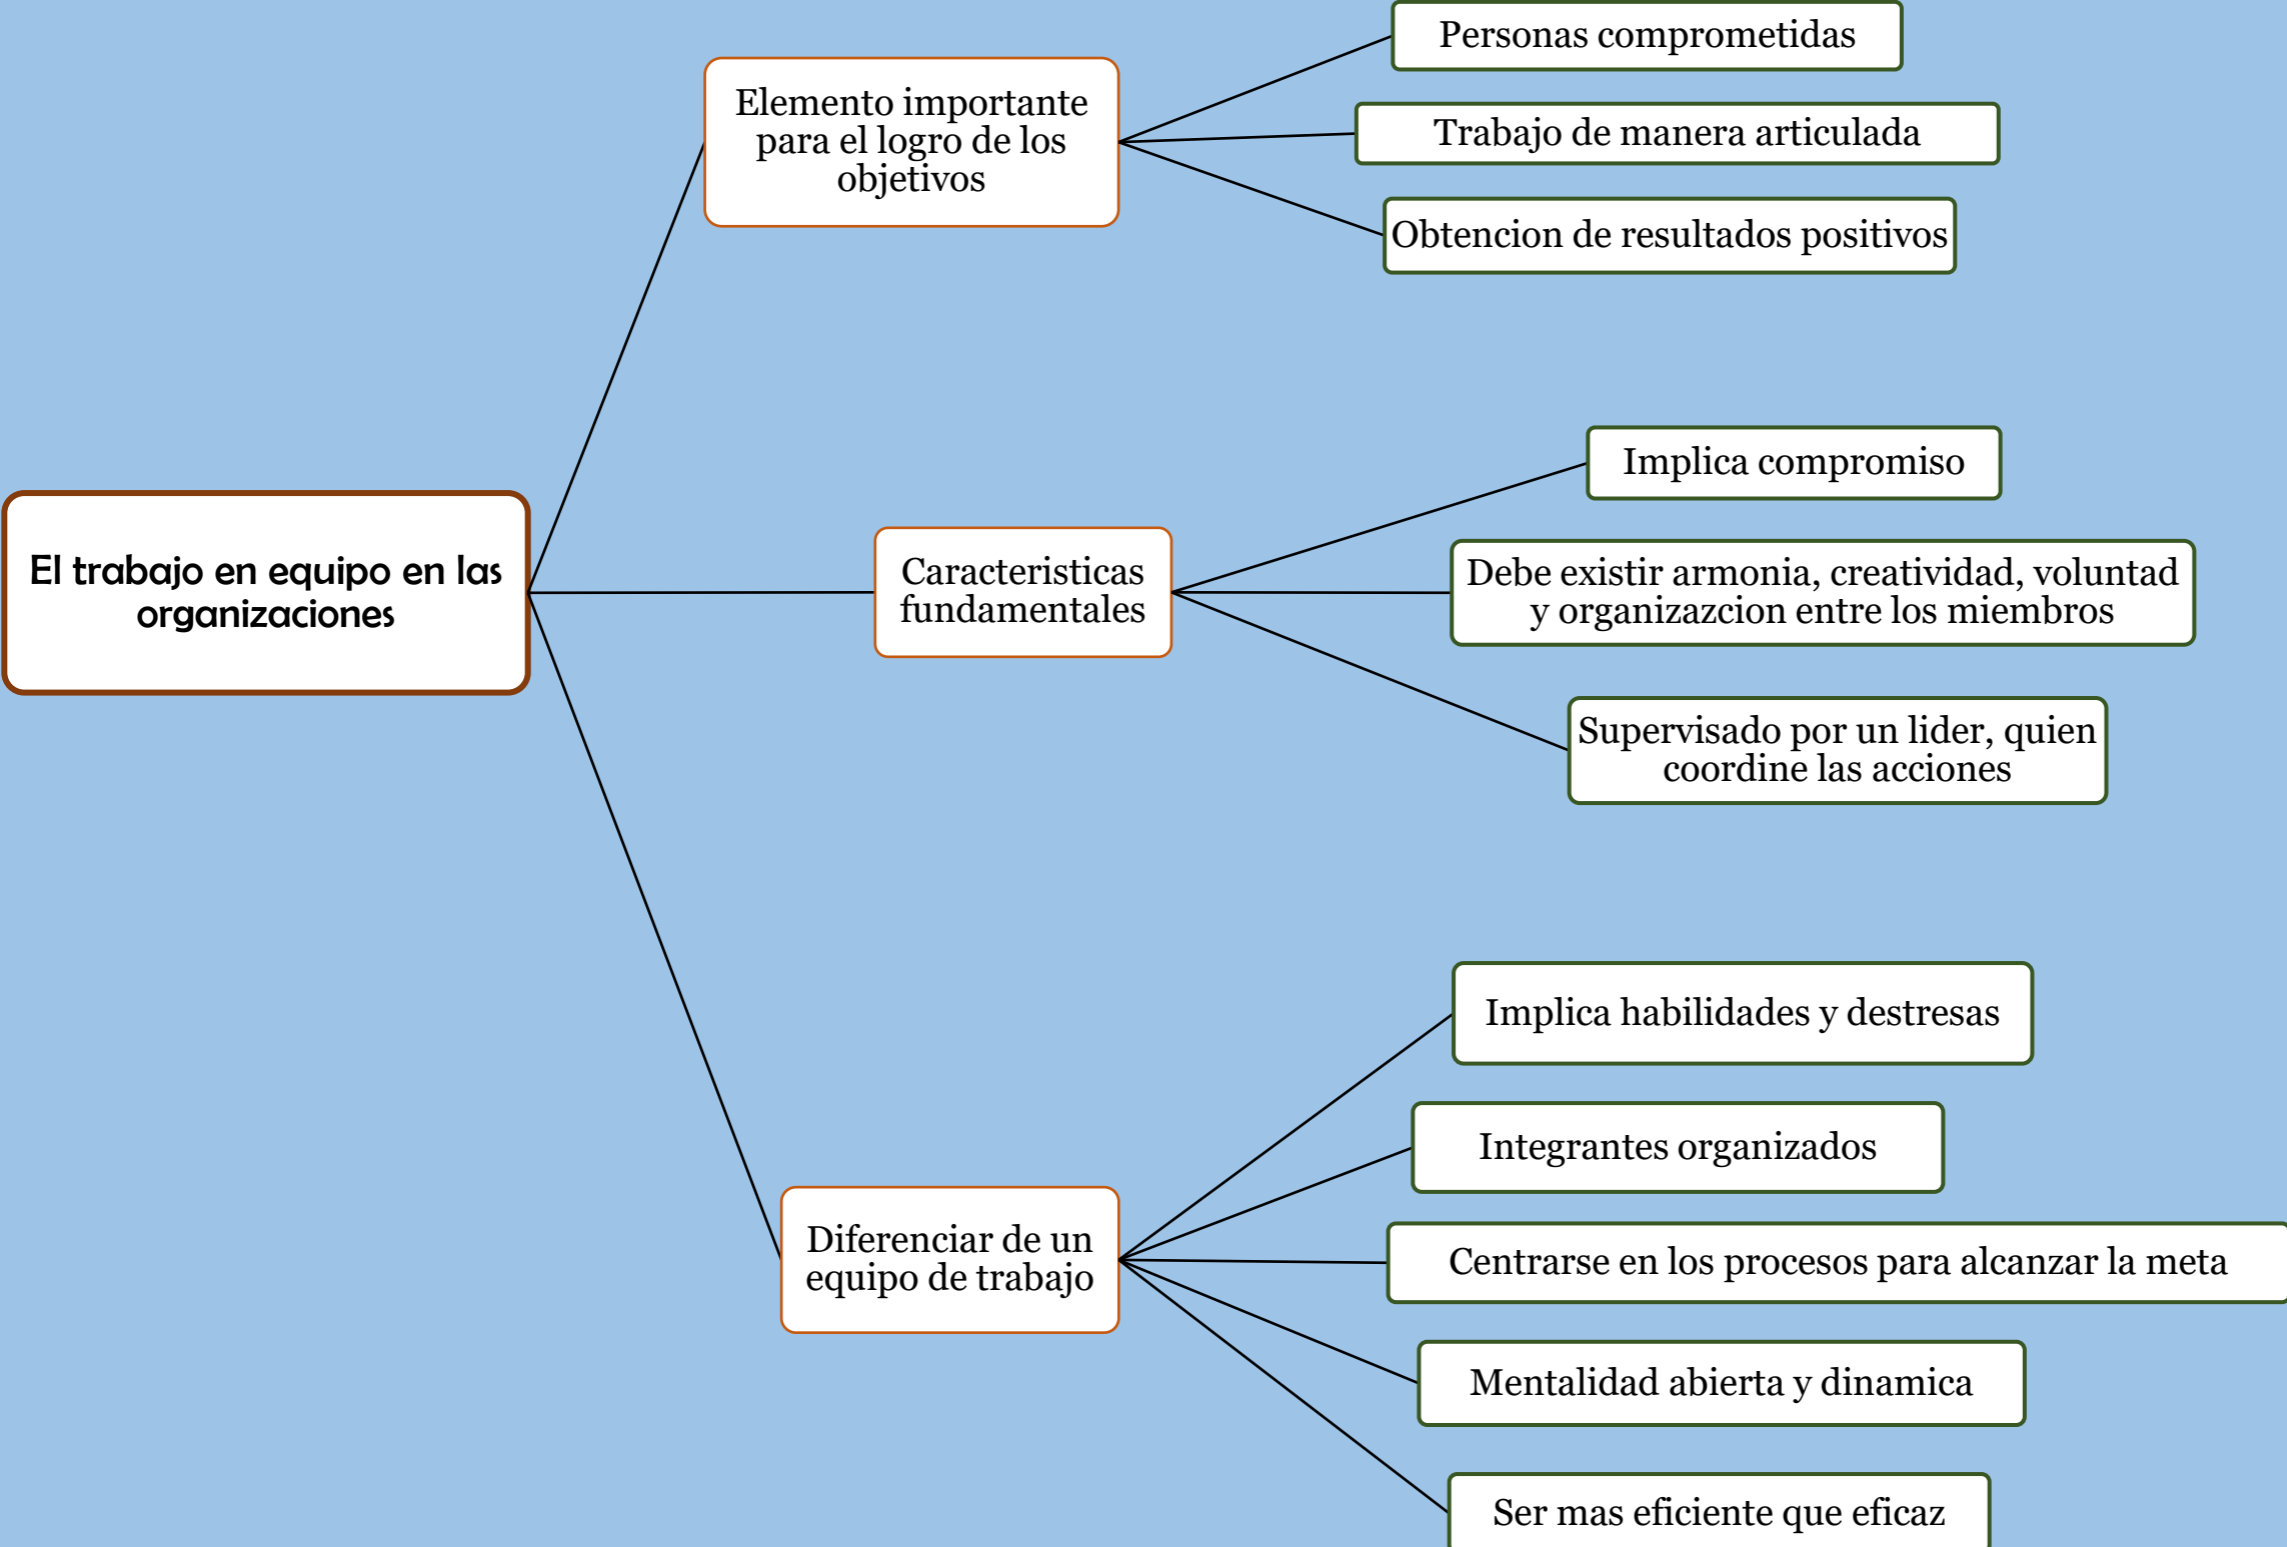 El trabajo en equipo en las
organizaciones
Elemento importante
para el logro de los
objetivos
Personas comprometidas
Trabajo de manera articulada
Obtencion de resultados positivos
Caracteristicas
fundamentales
Implica compromiso
Debe existir armonia, creatividad, voluntad
y organizazcion entre los miembros
Supervisado por un lider, quien
coordine las acciones
Diferenciar de un
equipo de trabajo
Implica habilidades y destresas
Integrantes organizados
Centrarse en los procesos para alcanzar la meta
Mentalidad abierta y dinamica
Ser mas eficiente que eficaz